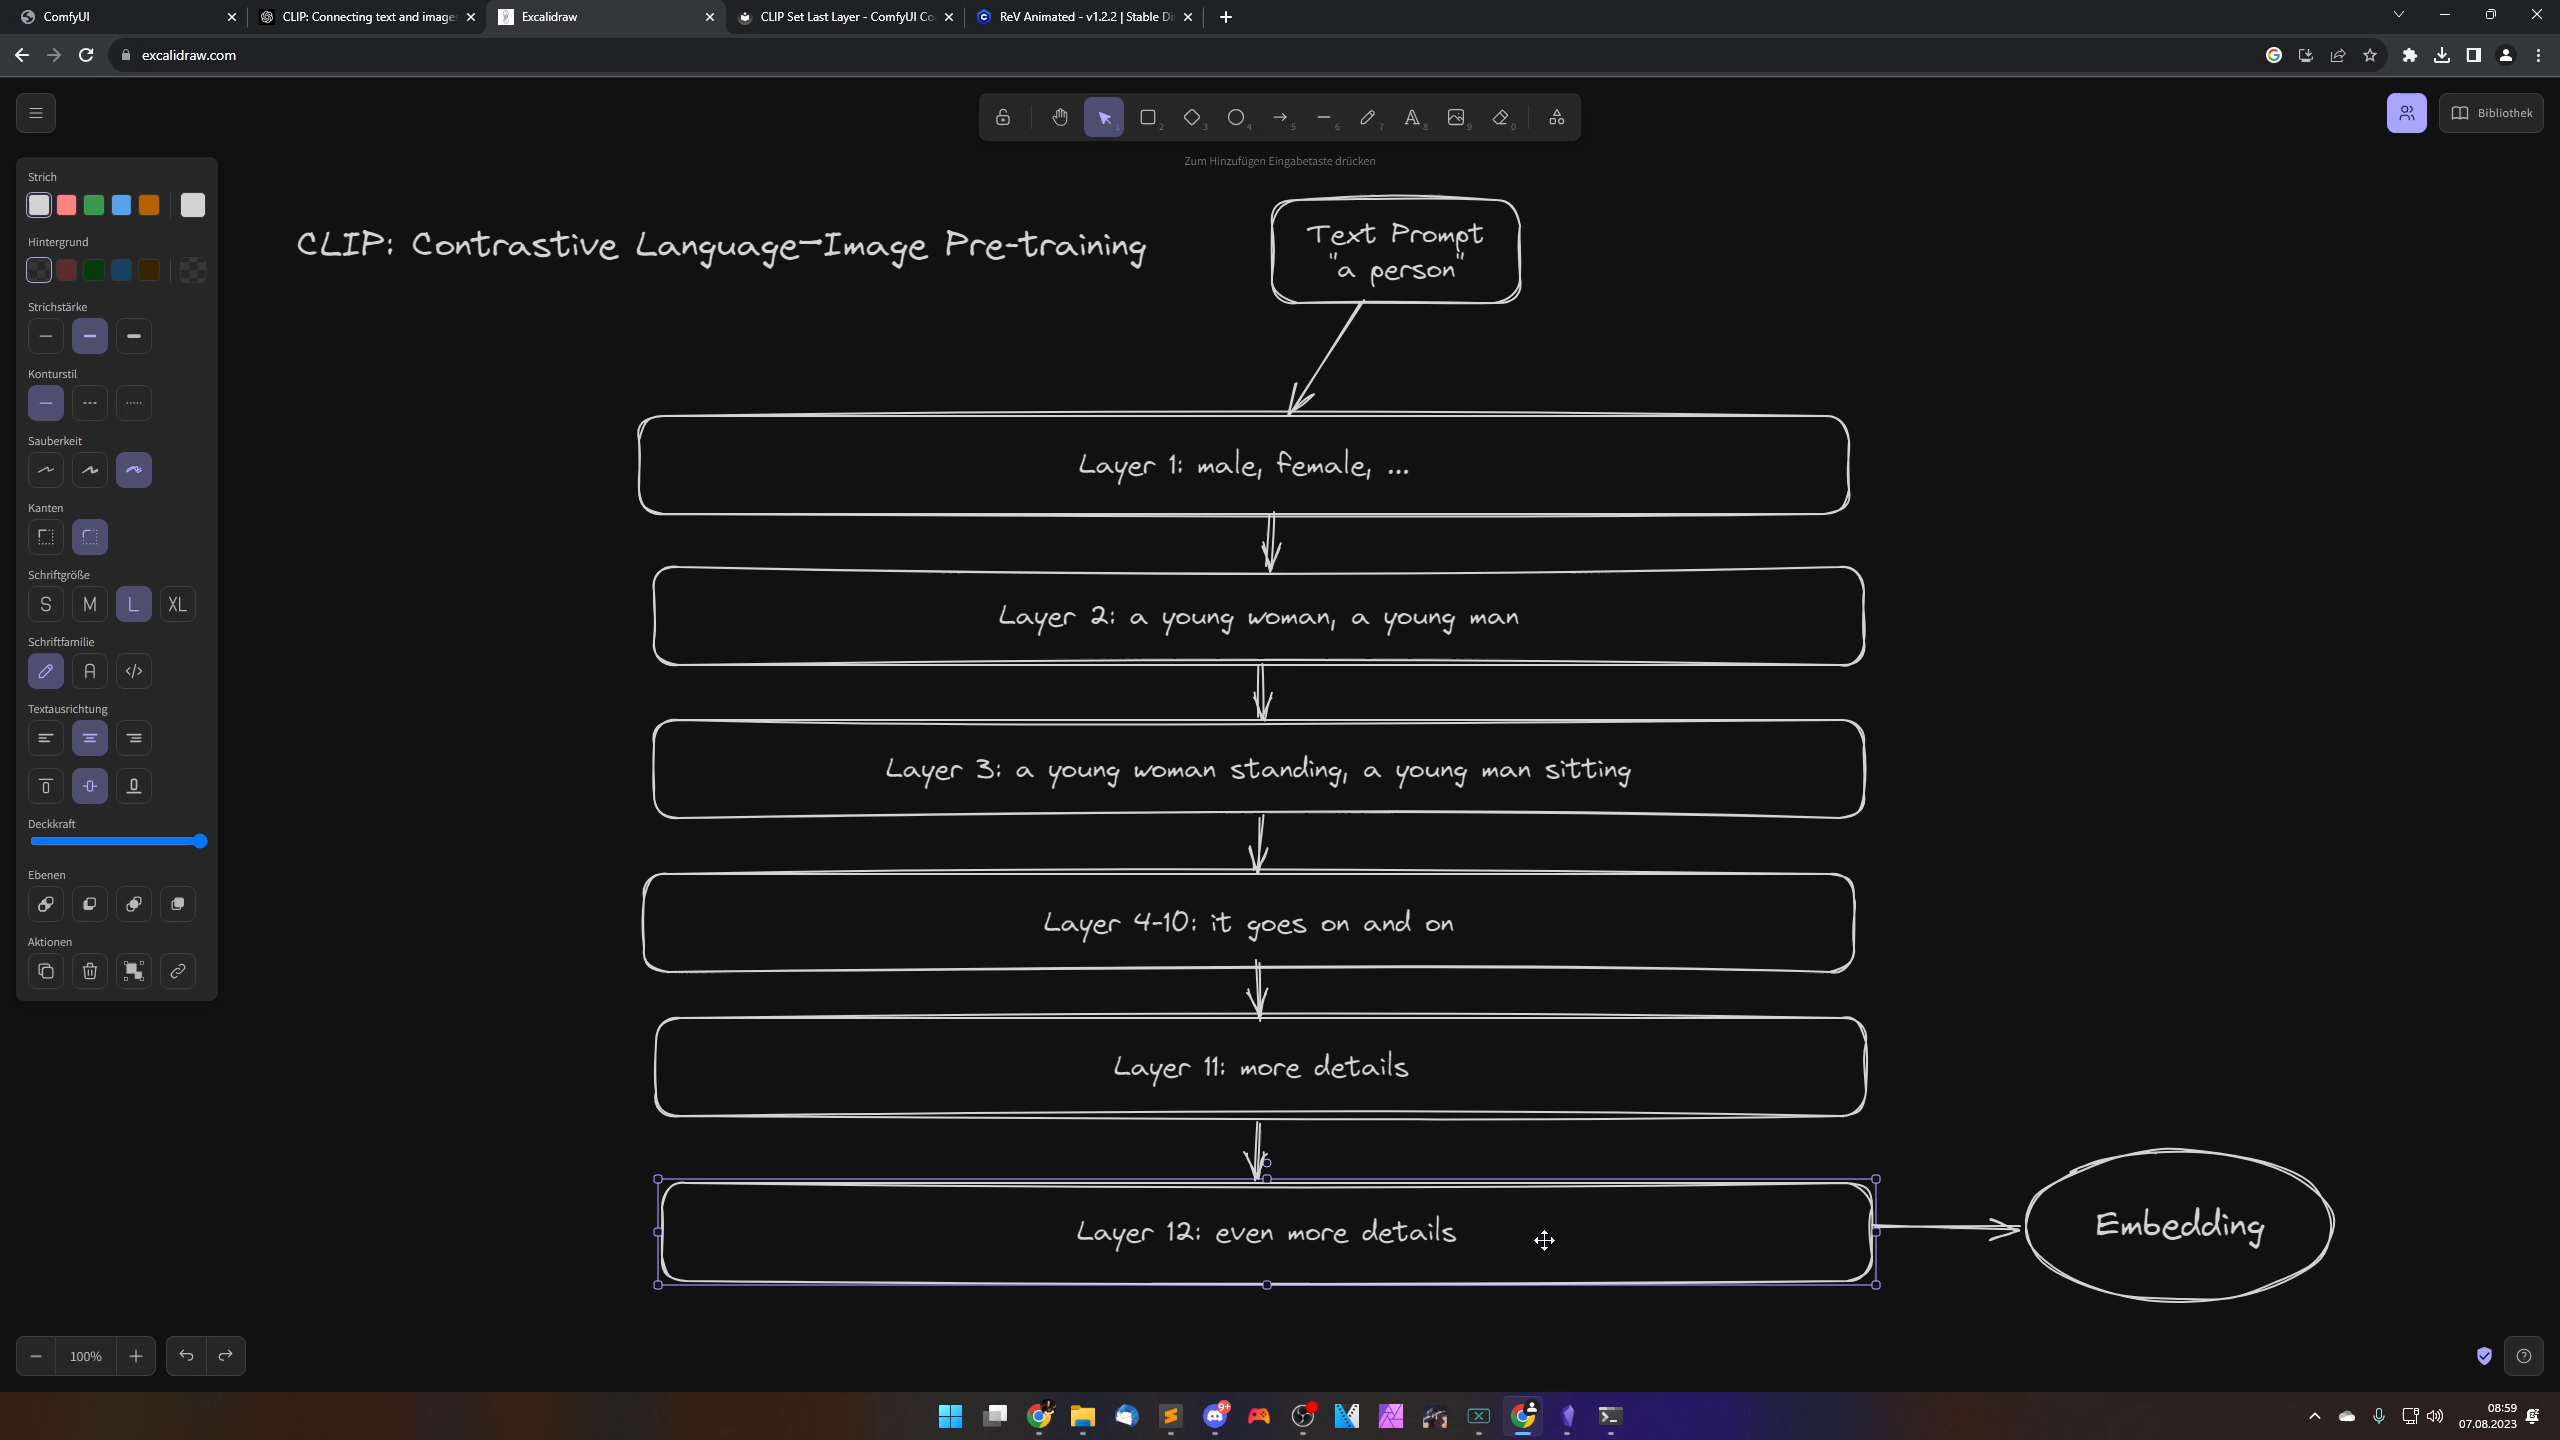 ComfyUI
CLIP: Connecting text and image
Excalidraw
CLIP Set Last Layer - ComfyUI Co
ReV Animated - v1.2.2 | Stable Di
excalidraw.com
Bibliothek
Zum Hinzufügen Eingabetaste drücken
Strich
Hintergrund
Strichstärke
Konturstil
Sauberkeit
Kanten
Schriftgröße
S M L XL
Schriftfamilie
A </>
Textausrichtung
Deckkraft
Ebenen
Aktionen
CLIP: Contrastive Language—Image Pre-training
Text Prompt
"a person"
Layer 1: male, female, ...
Layer 2: a young woman, a young man
Layer 3: a young woman standing, a young man sitting
Layer 4-10: it goes on and on
Layer 11: more details
Layer 12: even more details
Embedding
100%
9+
08:59
07.08.2023